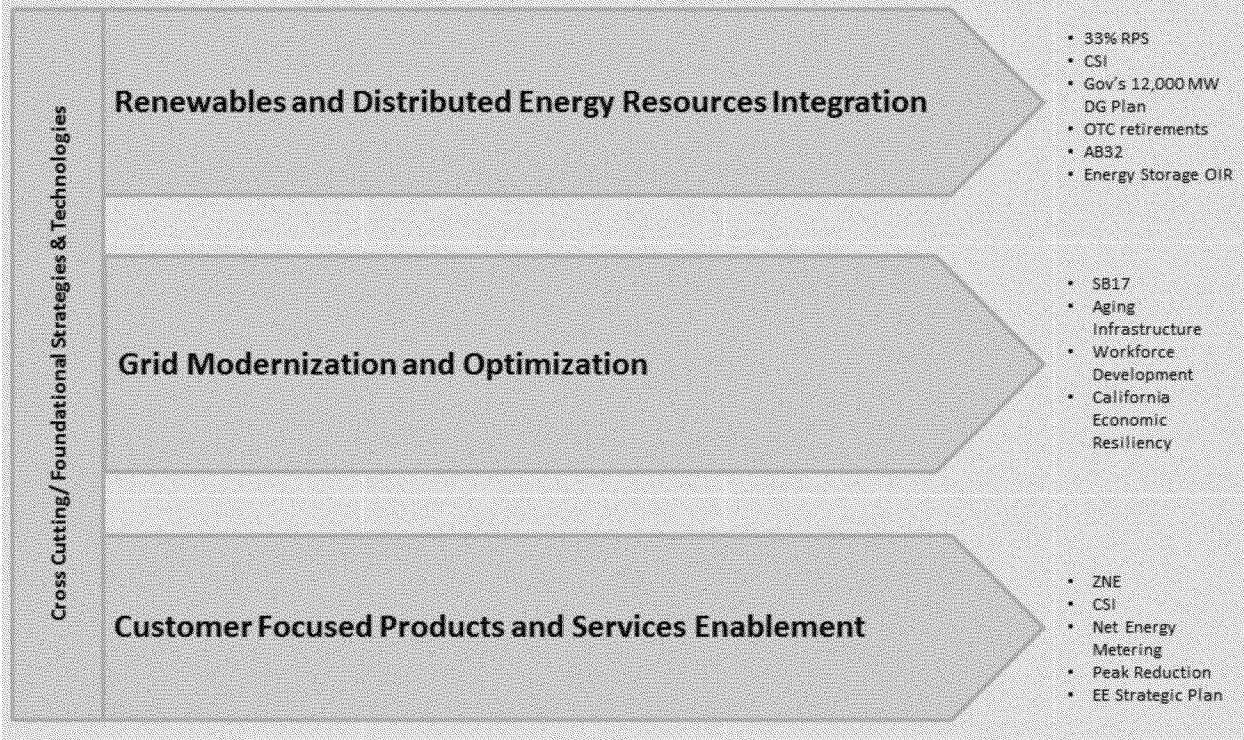 Cross Cutting/ Foundational Strategies & Technologies
Renewables and Distributed Energy Resources Integration
• 33% RPS
• CSI
• Gov's 12,000 MW
DG Plan
• OTC retirements
• AB32
• Energy Storage OIR
Grid Modernization and Optimization
• SB17
• Aging
Infrastructure
• Workforce
Development
• California
Economic
Resiliency
Customer Focused Products and Services Enablement
• ZNE
• CSI
• Net Energy
Metering
• Peak Reduction
• EE Strategic Plan